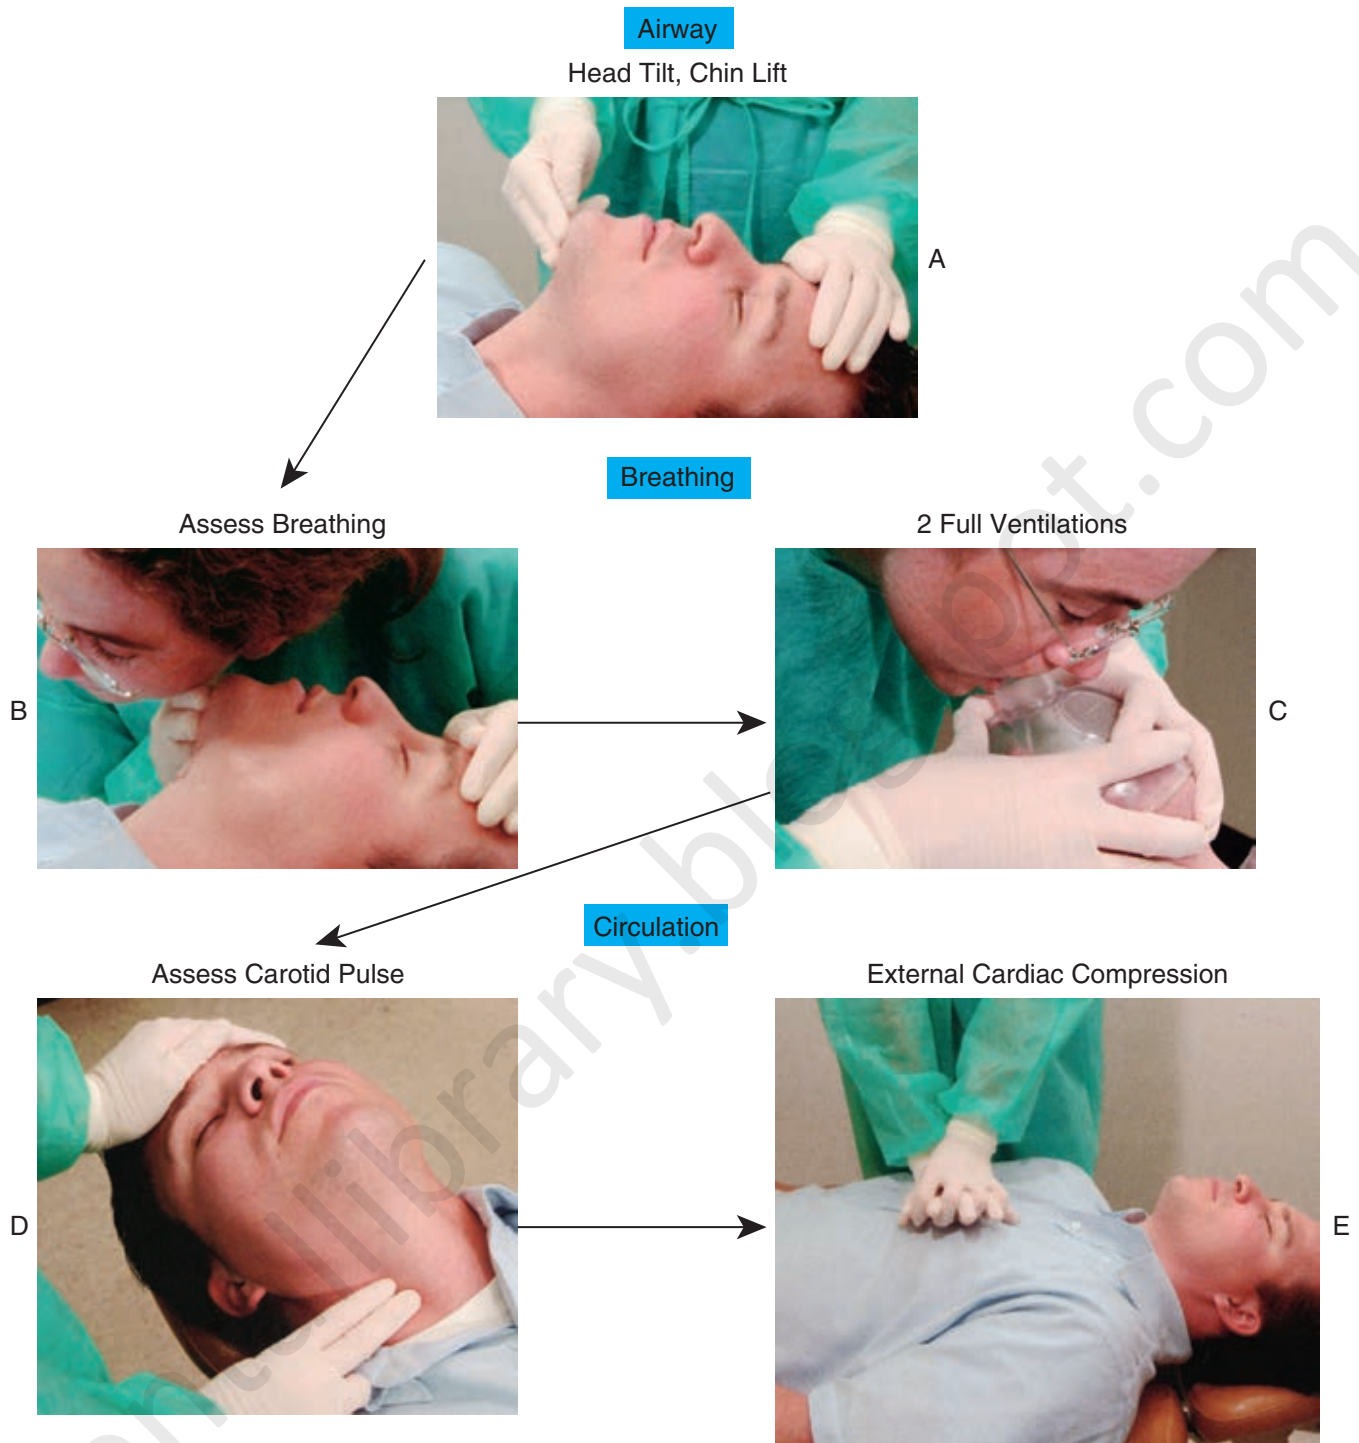 Airway
Head Tilt, Chin Lift
A
Breathing
Assess Breathing
2 Full Ventilations
B
C
Circulation
Assess Carotid Pulse
External Cardiac Compression
D
E